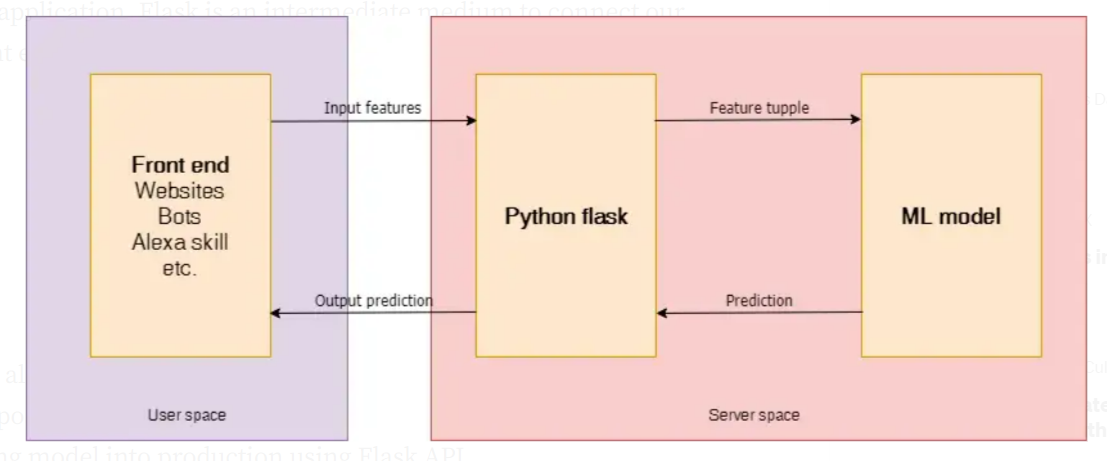 application. Flask is an intermediate medium to connect our
Input features
Feature tupple
Front end
Websites
Bots
Alexa skill
etc.
Python flask
ML model
Output prediction
Prediction
User space
Server space
ng model into production using Flask API